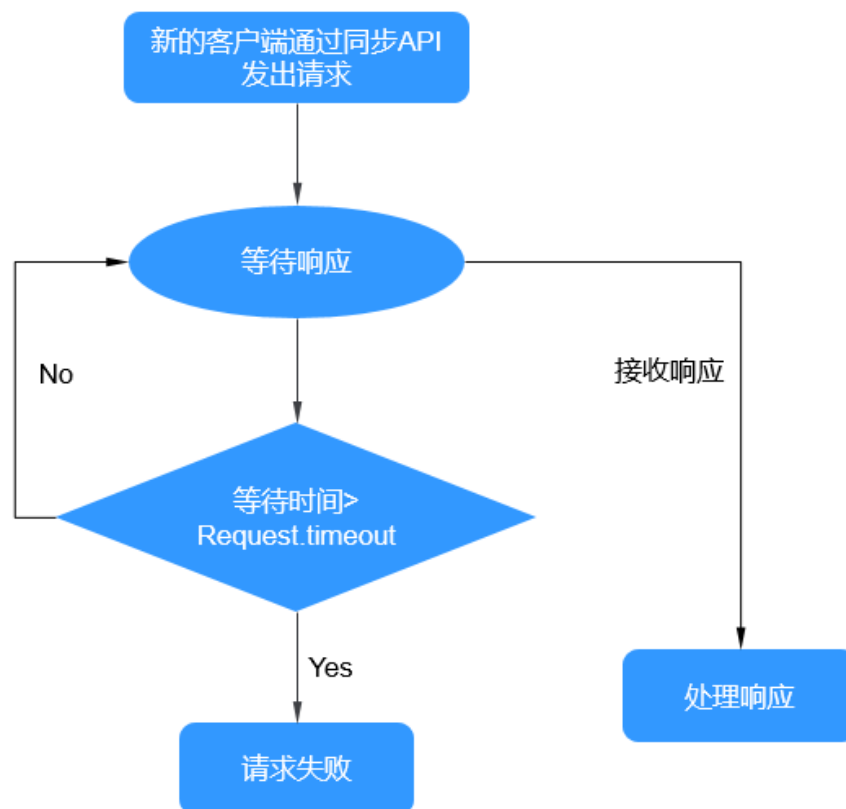 新的客户端通过同步API
发出请求
等待响应
No
接收响应
等待时间>
Request.timeout
Yes
处理响应
请求失败